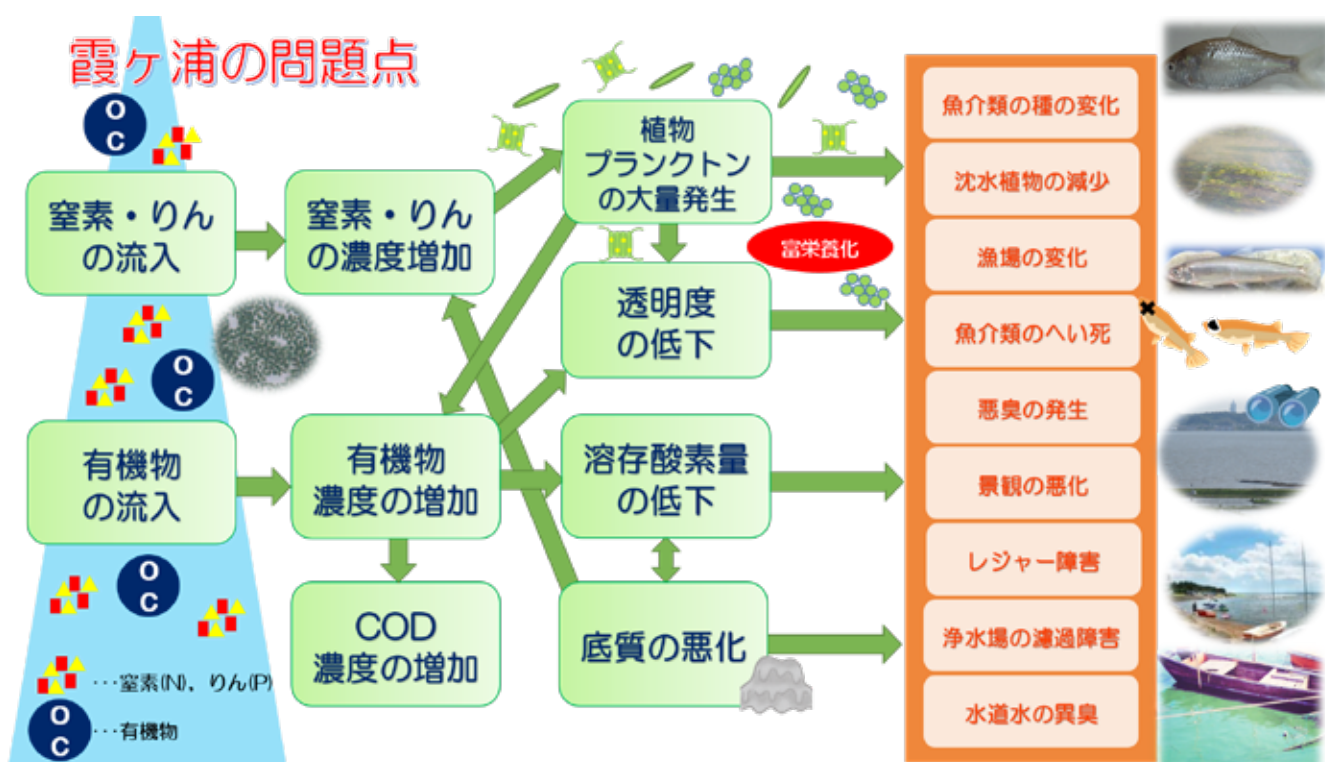 霞ヶ浦の問題点
O
C
窒素・りん
の流入
窒素・りん
の濃度増加
植物
プランクトン
の大量発生
富栄養化
透明度
の低下
O
C
有機物
の流入
有機物
濃度の増加
溶存酸素量
の低下
O
C
COD
濃度の増加
底質の悪化
…窒素(N)，りん(P)
O
C
…有機物
魚介類の種の変化
沈水植物の減少
漁場の変化
魚介類のへい死
悪臭の発生
景観の悪化
レジャー障害
浄水場の濾過障害
水道水の異臭